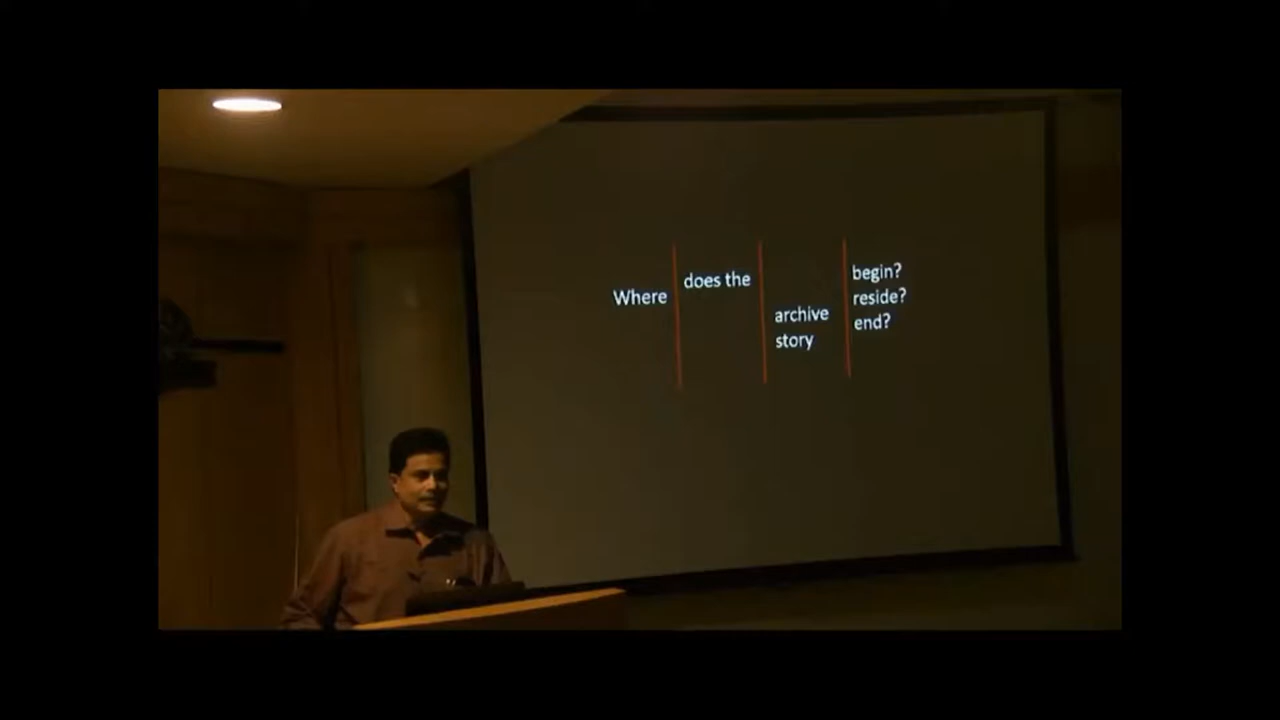 Where
does the
archive
story
begin?
reside?
end?